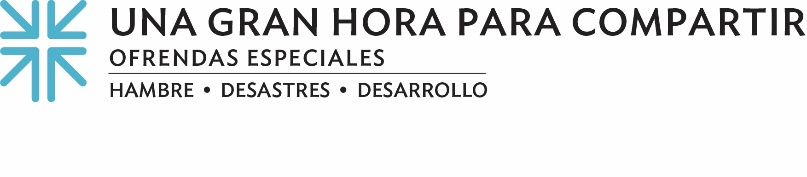 UNA GRAN HORA PARA COMPARTIR
OFRENDAS ESPECIALES
HAMBRE • DESASTRES • DESARROLLO